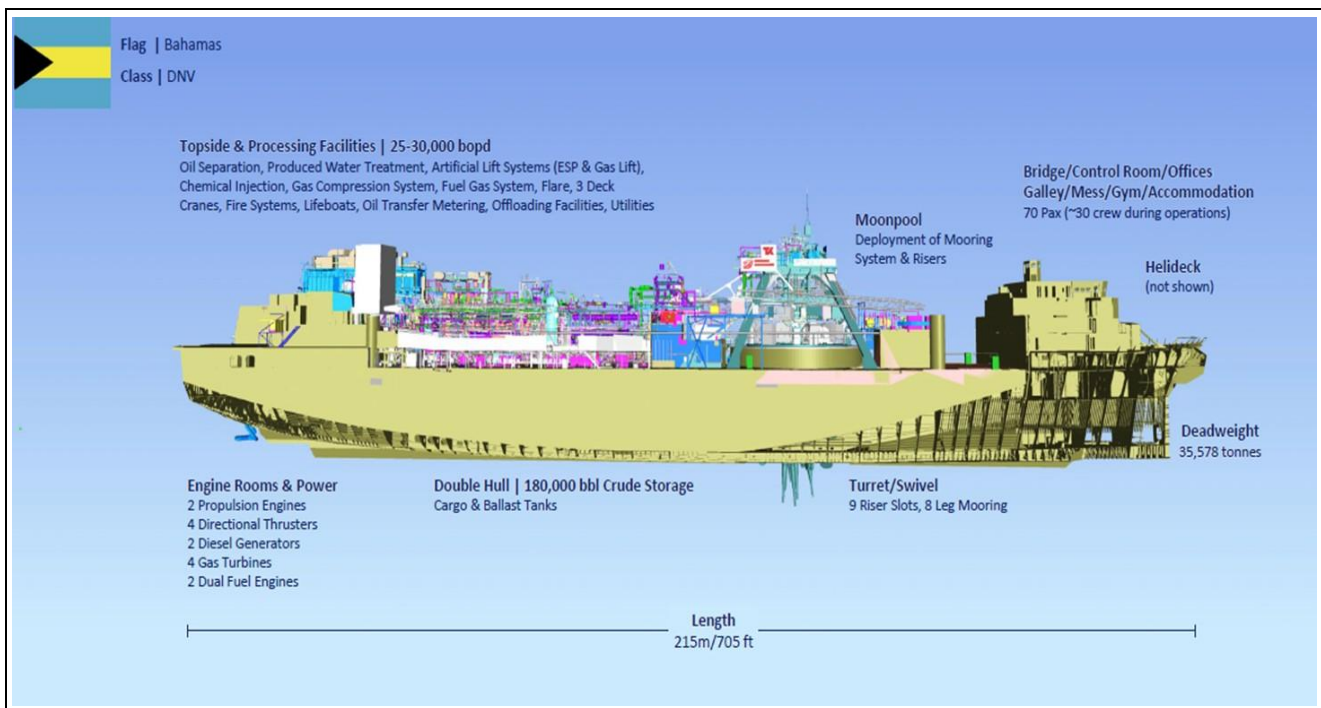 Flag | Bahamas
Class | DNV
Topside & Processing Facilities | 25-30,000 bopd
Oil Separation, Produced Water Treatment, Artificial Lift Systems (ESP & Gas Lift),
Chemical Injection, Gas Compression System, Fuel Gas System, Flare, 3 Deck
Cranes, Fire Systems, Lifeboats, Oil Transfer Metering, Offloading Facilities, Utilities
Moonpool
Deployment of Mooring
System & Risers
Bridge/Control Room/Offices
Galley/Mess/Gym/Accommodation
70 Pax (~30 crew during operations)
Helideck
(not shown)
Deadweight
35,578 tonnes
Engine Rooms & Power
2 Propulsion Engines
4 Directional Thrusters
2 Diesel Generators
4 Gas Turbines
2 Dual Fuel Engines
Double Hull | 180,000 bbl Crude Storage
Cargo & Ballast Tanks
Turret/Swivel
9 Riser Slots, 8 Leg Mooring
Length
215m/705 ft